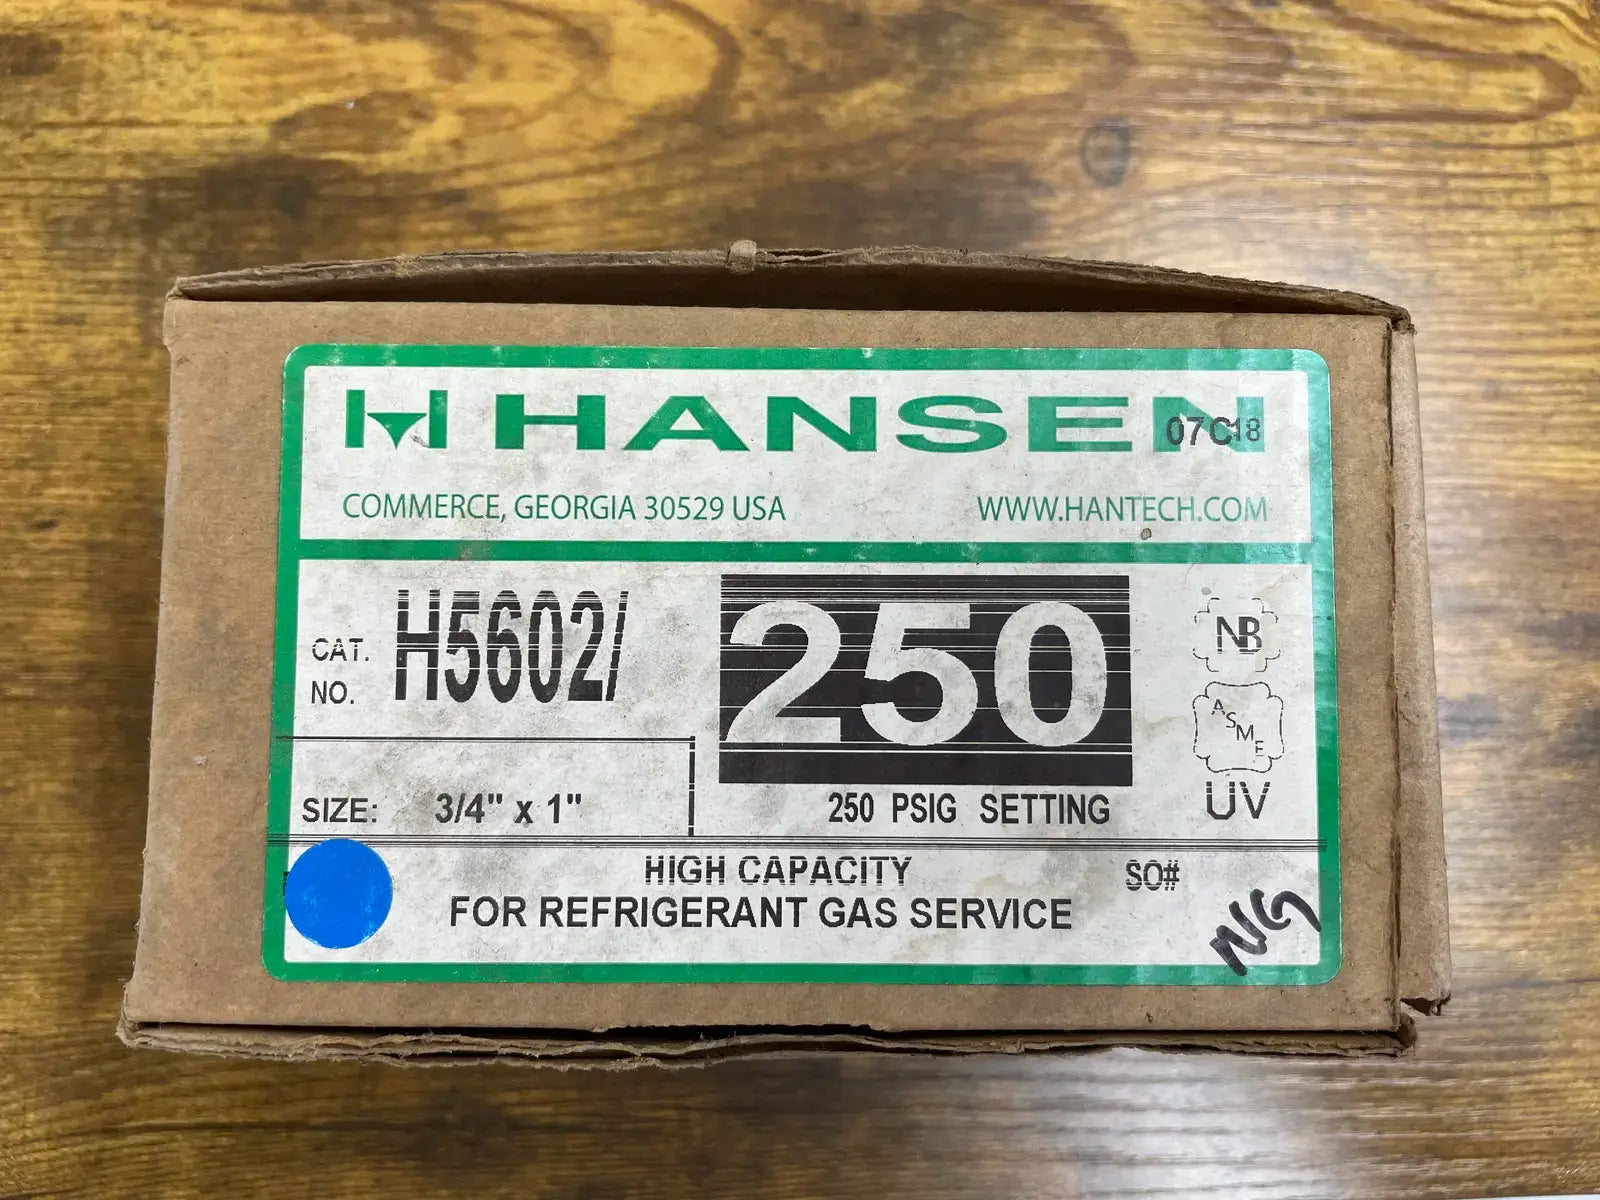 HANSEN
07C18
COMMERCE, GEORGIA 30529 USA
WWW.HANTECH.COM
CAT. NO. H5602/
250
NB
ASME
UV
SIZE: 3/4" x 1"
250 PSIG SETTING
HIGH CAPACITY
SO#
FOR REFRIGERANT GAS SERVICE